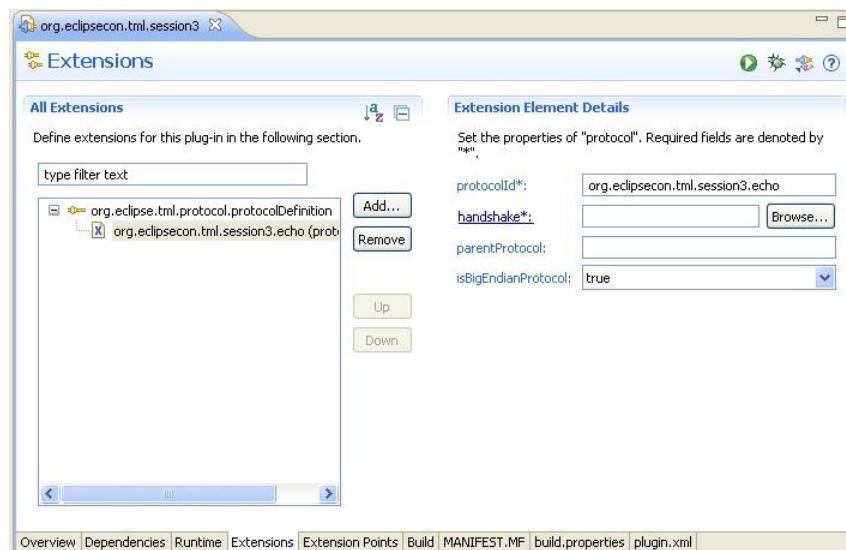 org.eclipsecon.tml.session3
Extensions
All Extensions
Define extensions for this plug-in in the following section.
type filter text
org.eclipse.tml.protocol.protocolDefinition
org.eclipsecon.tml.session3.echo (prot
Add...
Remove
Up
Down
Extension Element Details
Set the properties of "protocol". Required fields are denoted by
"*".
protocolId*: org.eclipsecon.tml.session3.echo
handshake*: Browse...
parentProtocol:
isBigEndianProtocol: true
Overview Dependencies Runtime Extensions Extension Points Build MANIFEST.MF build.properties plugin.xml